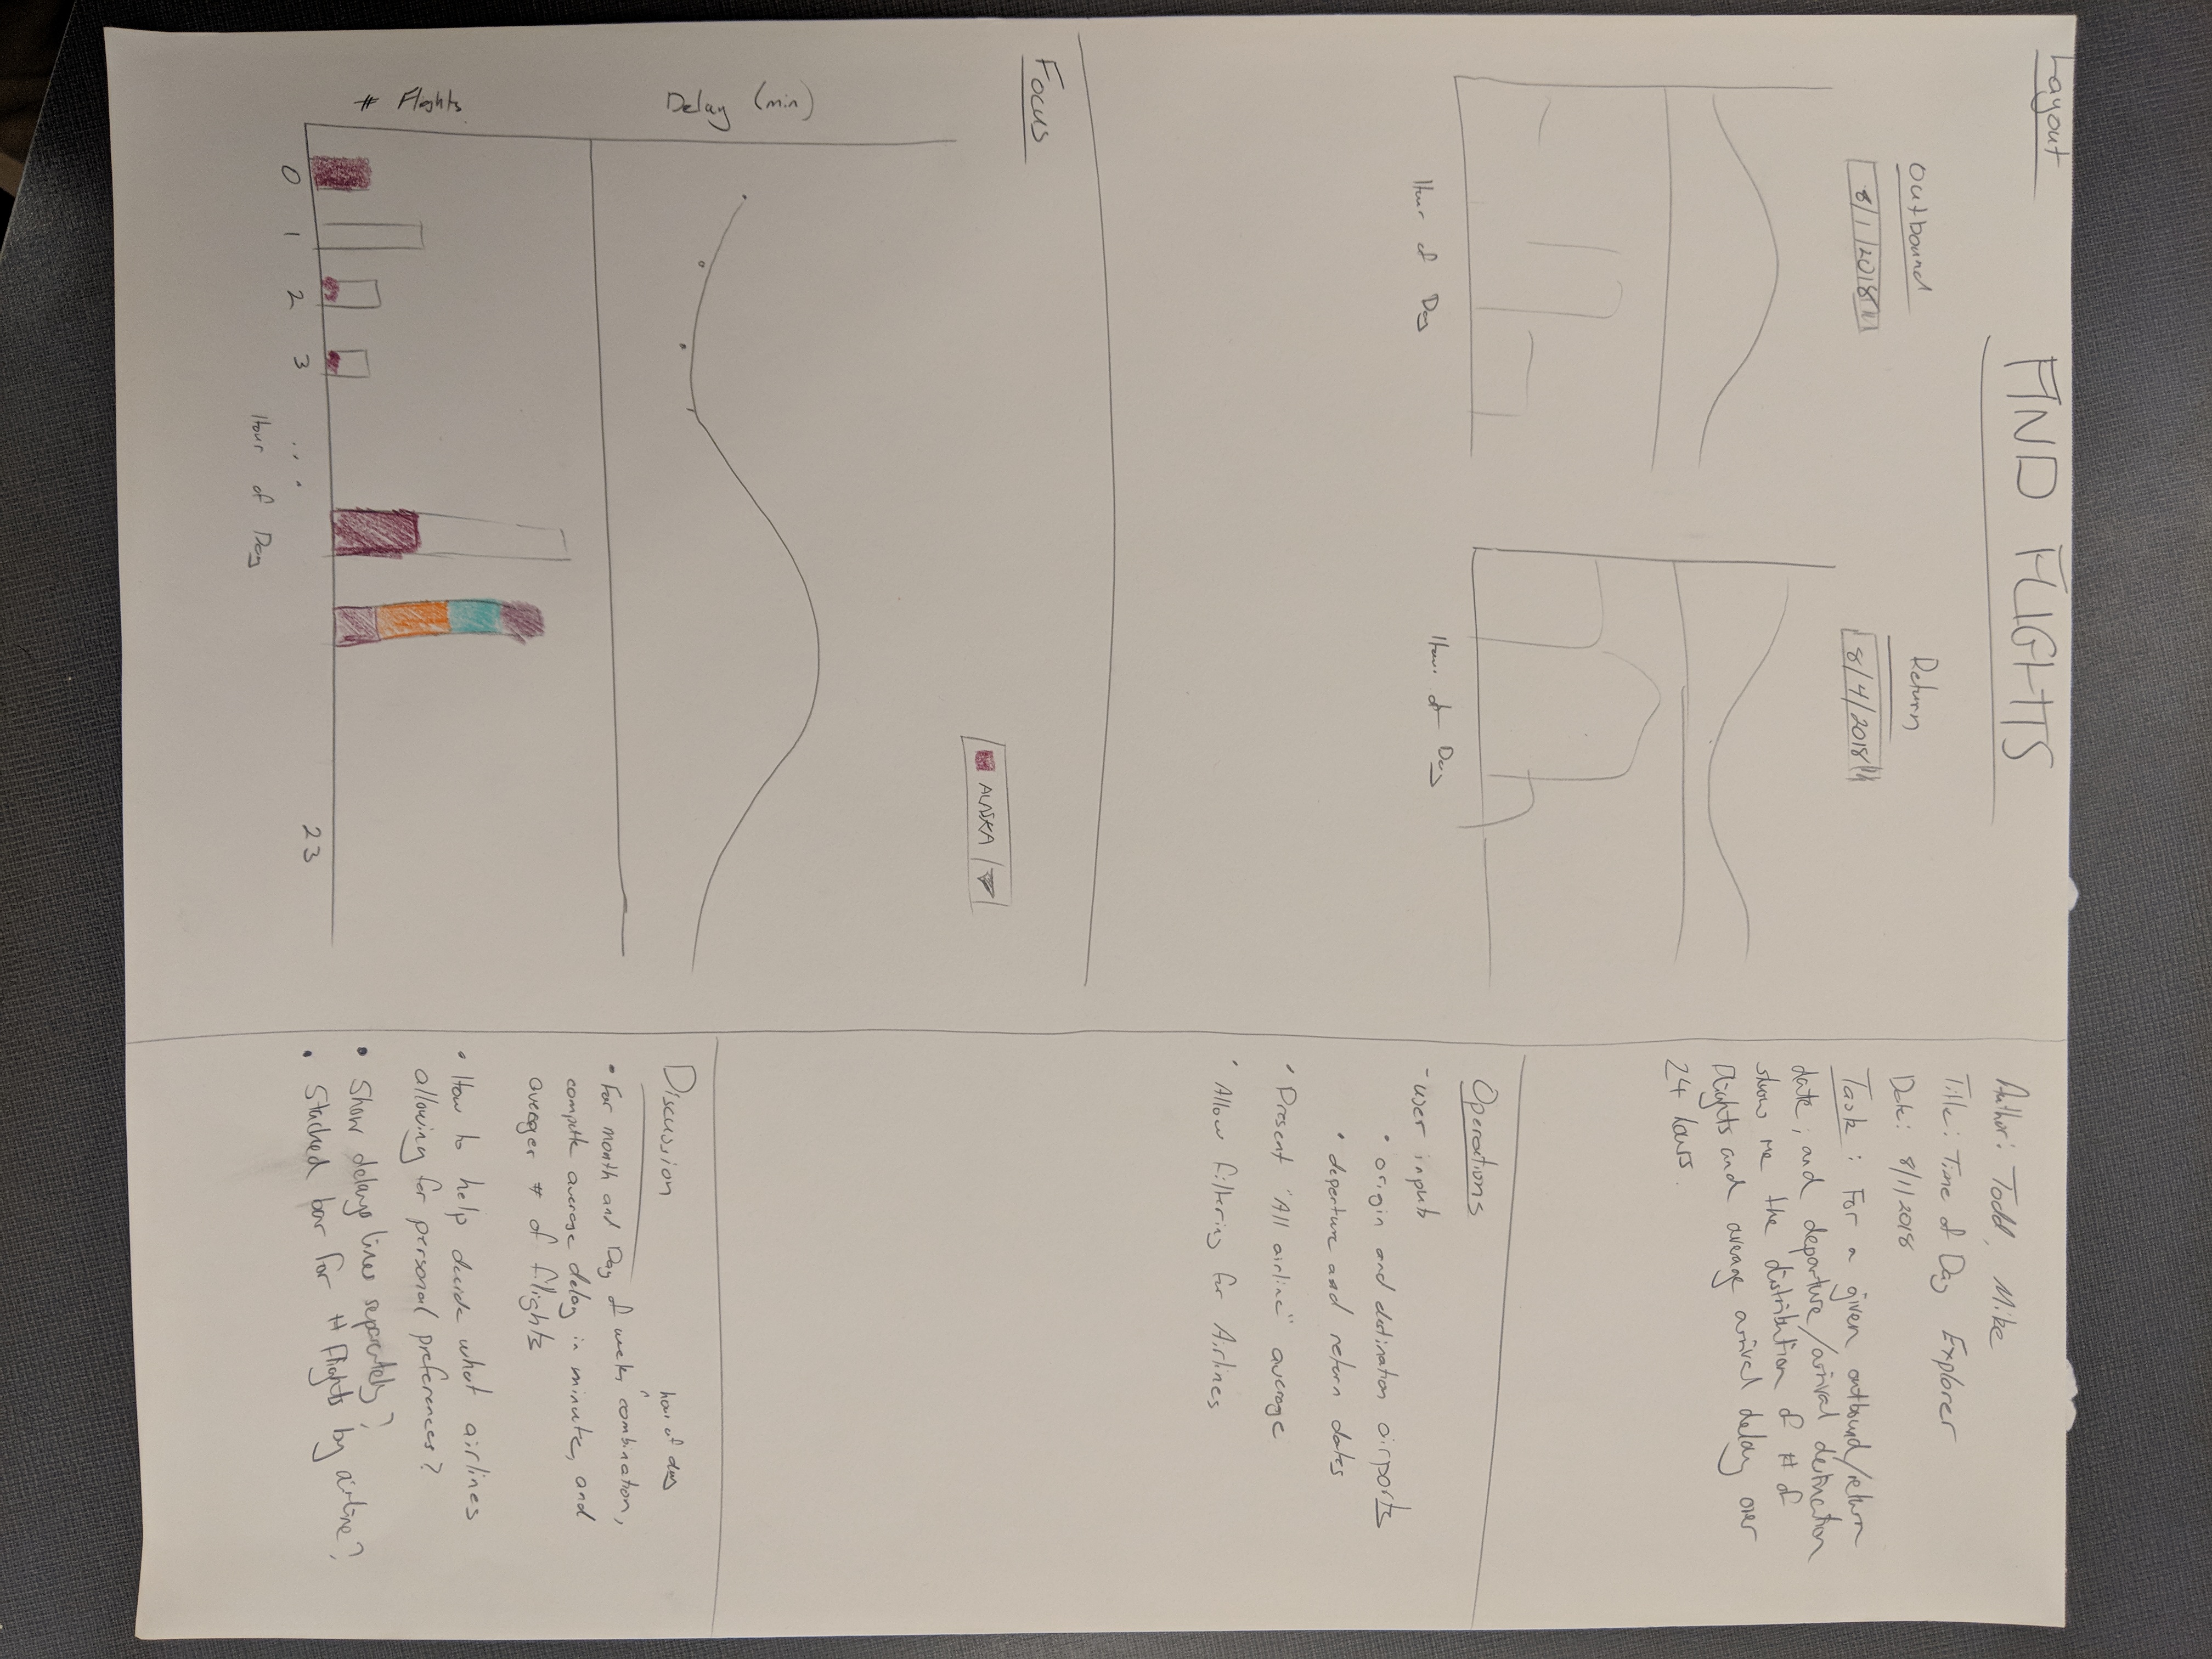 Layout
FIND FLIGHTS
Outbound
8/1/2018
Return
8/4/2018
Hour of Day
Hour of Day
Focus
ALASKA
Delay (min)
# Flights
0 1 2 3 ... 23
Hour of Day
Author: Todd, Mike
Title: Time of Day Explorer
Date: 8/1/2018
Task: For a given outbound/return
date, and departure/arrival destination
show me the distribution of # of
Flights and average arrival delay over
24 hours.
Operations
- user inputs
• origin and destination airports
• deperture and return dates
• Present "All airline" average
• Allow filtering for Airlines
Discussion
hour of day
• For month and Day of week, ^ combination,
compute average delay in minute, and
averager # of filights
• How to help decide what airlines
allowing for personal preferences?
• Show delays lines separately?
• Stacked bar for # Flights by airline?